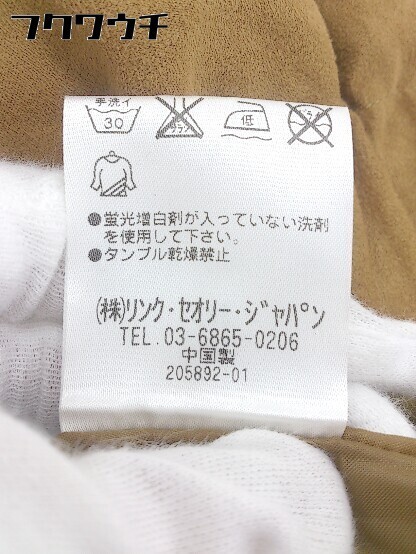 フクワウチ
手洗イ
30
低
●蛍光増白剤が入っていない洗剤
を使用して下さい。
●タンブル乾燥禁止
(株)リンク・セオリー・ジャパン
TEL.03-6865-0206
中国製
205892-01